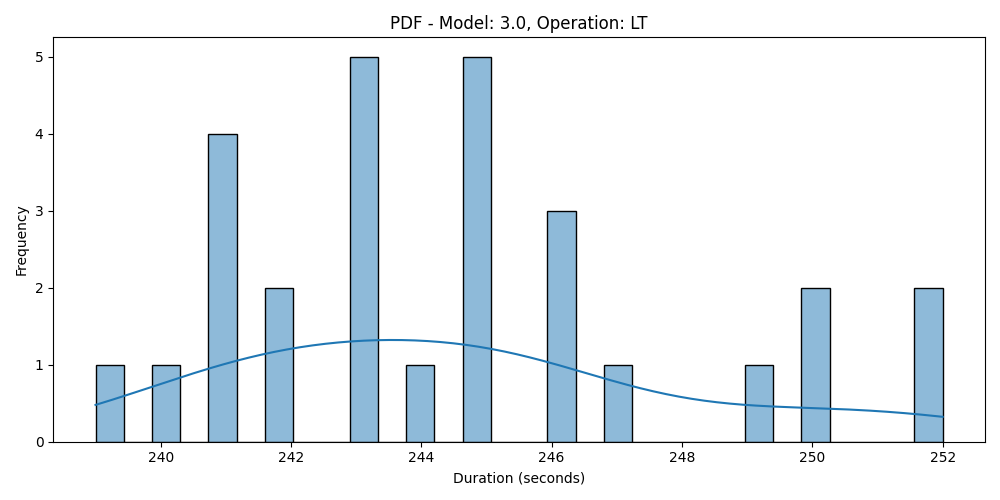 PDF - Model: 3.0, Operation: LT
5
4
3
2
1
0
Frequency
240 242 244 246 248 250 252
Duration (seconds)